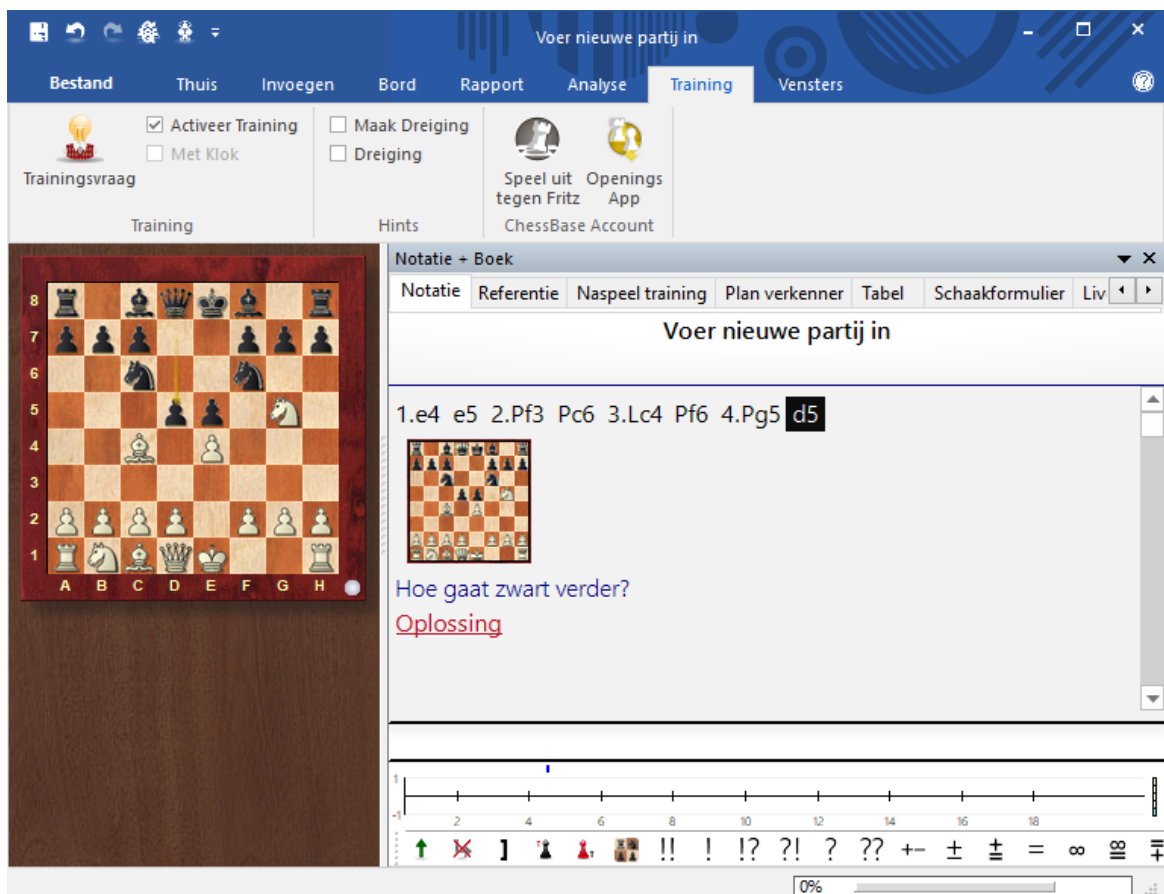 Voer nieuwe partij in
Bestand Thuis Invoegen Bord Rapport Analyse Training Vensters
Trainingsvraag
Activeer Training
Met Klok
Training
Maak Dreiging
Dreiging
Hints
Speel uit tegen Fritz
Openings App
ChessBase Account
Notatie + Boek
Notatie Referentie Naspeel training Plan verkenner Tabel Schaakformulier Liv
Voer nieuwe partij in
8
7
6
5
4
3
2
1
A B C D E F G H
1.e4 e5 2.Pf3 Pc6 3.Lc4 Pf6 4.Pg5 d5
Hoe gaat zwart verder?
Oplossing
1
-1
2 4 6 8 10 12 14 16 18
] !! ! !? ?! ? ?? +− ± ⩲ = ∞ ⯹ ∓
0%